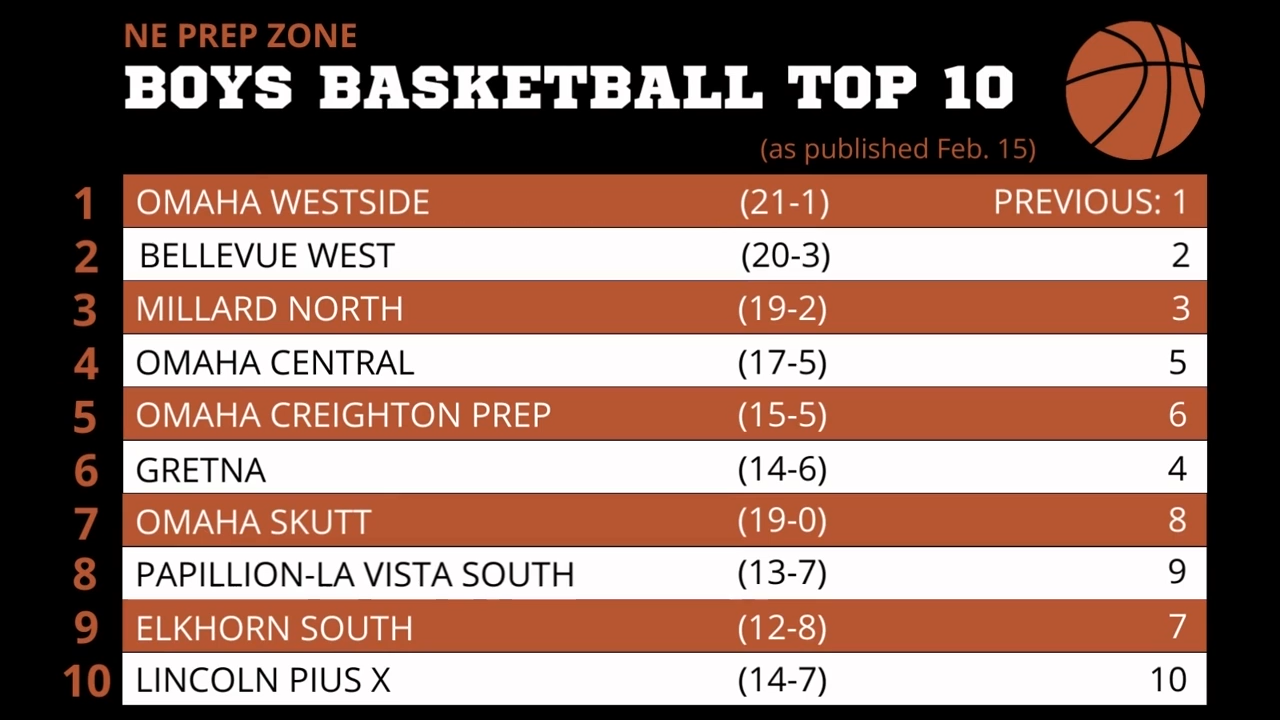 NE PREP ZONE
BOYS BASKETBALL TOP 10
(as published Feb. 15)
1 OMAHA WESTSIDE (21-1) PREVIOUS: 1
2 BELLEVUE WEST (20-3) 2
3 MILLARD NORTH (19-2) 3
4 OMAHA CENTRAL (17-5) 5
5 OMAHA CREIGHTON PREP (15-5) 6
6 GRETNA (14-6) 4
7 OMAHA SKUTT (19-0) 8
8 PAPILLION-LA VISTA SOUTH (13-7) 9
9 ELKHORN SOUTH (12-8) 7
10 LINCOLN PIUS X (14-7) 10